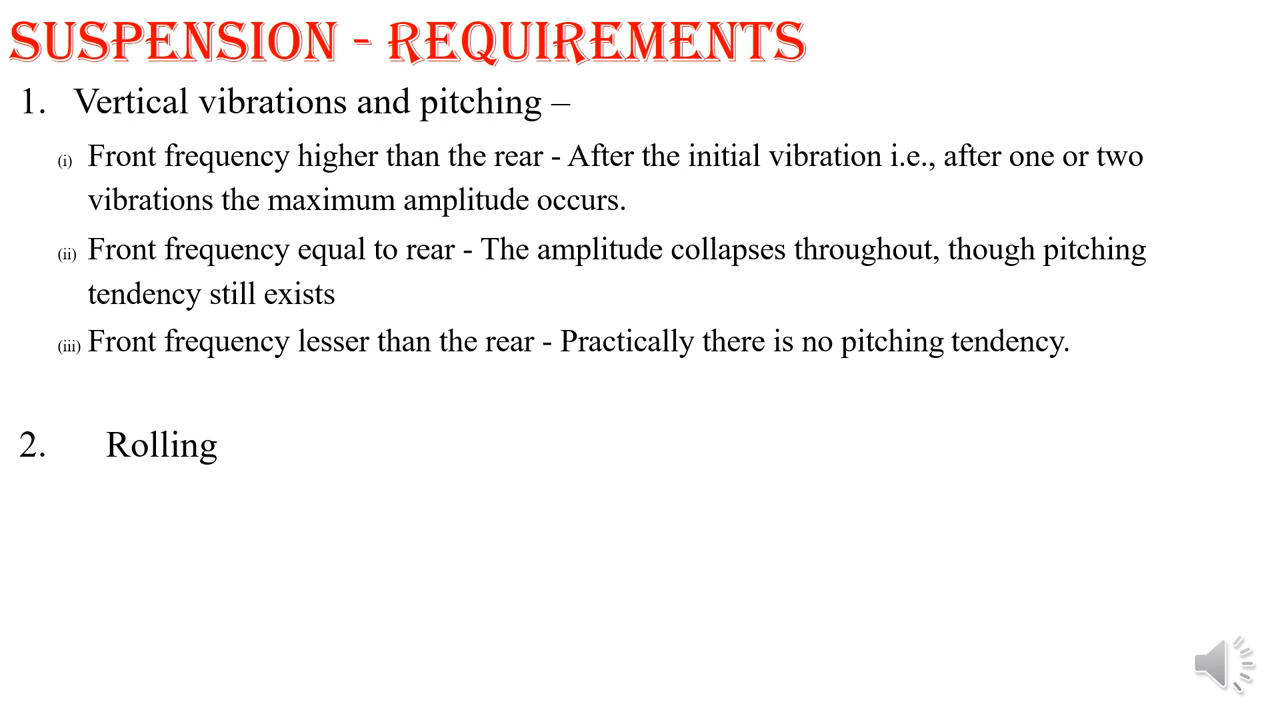 SUSPENSION - REQUIREMENTS
1. Vertical vibrations and pitching –
(i) Front frequency higher than the rear - After the initial vibration i.e., after one or two
vibrations the maximum amplitude occurs.
(ii) Front frequency equal to rear - The amplitude collapses throughout, though pitching
tendency still exists
(iii) Front frequency lesser than the rear - Practically there is no pitching tendency.
2. Rolling